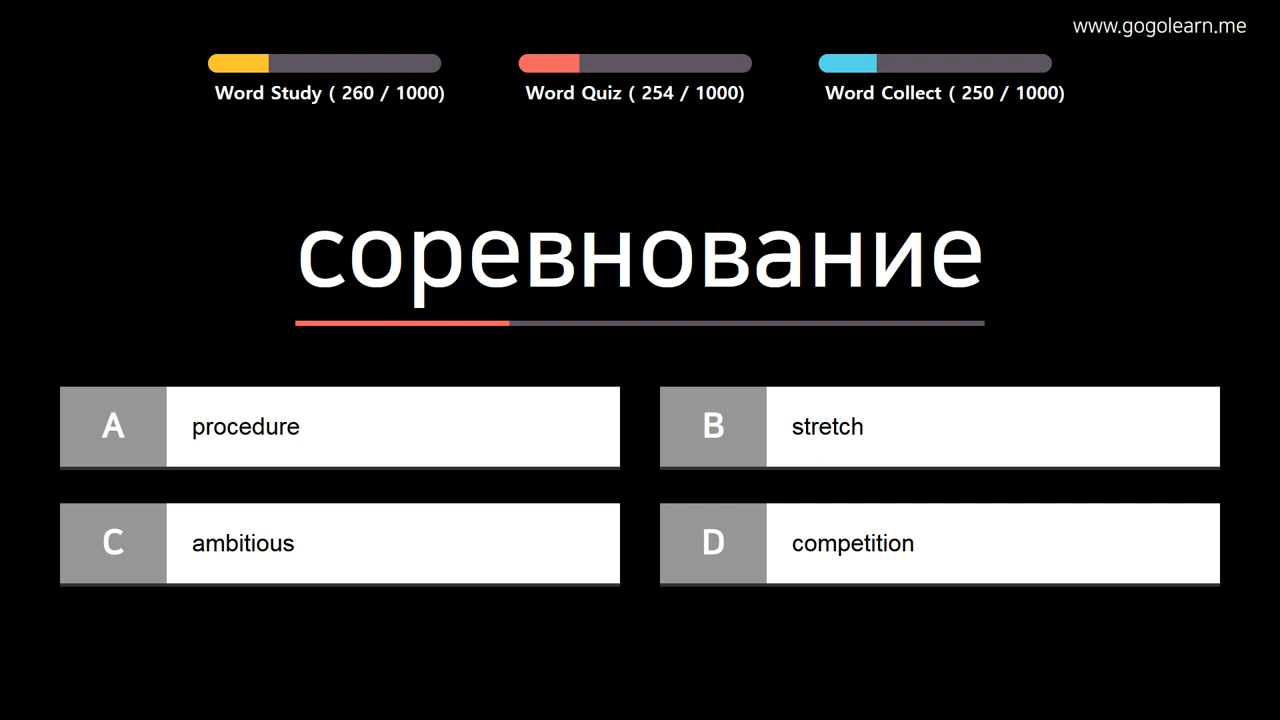 www.gogolearn.me
Word Study ( 260 / 1000)
Word Quiz ( 254 / 1000)
Word Collect ( 250 / 1000)
соревнование
A procedure
B stretch
C ambitious
D competition